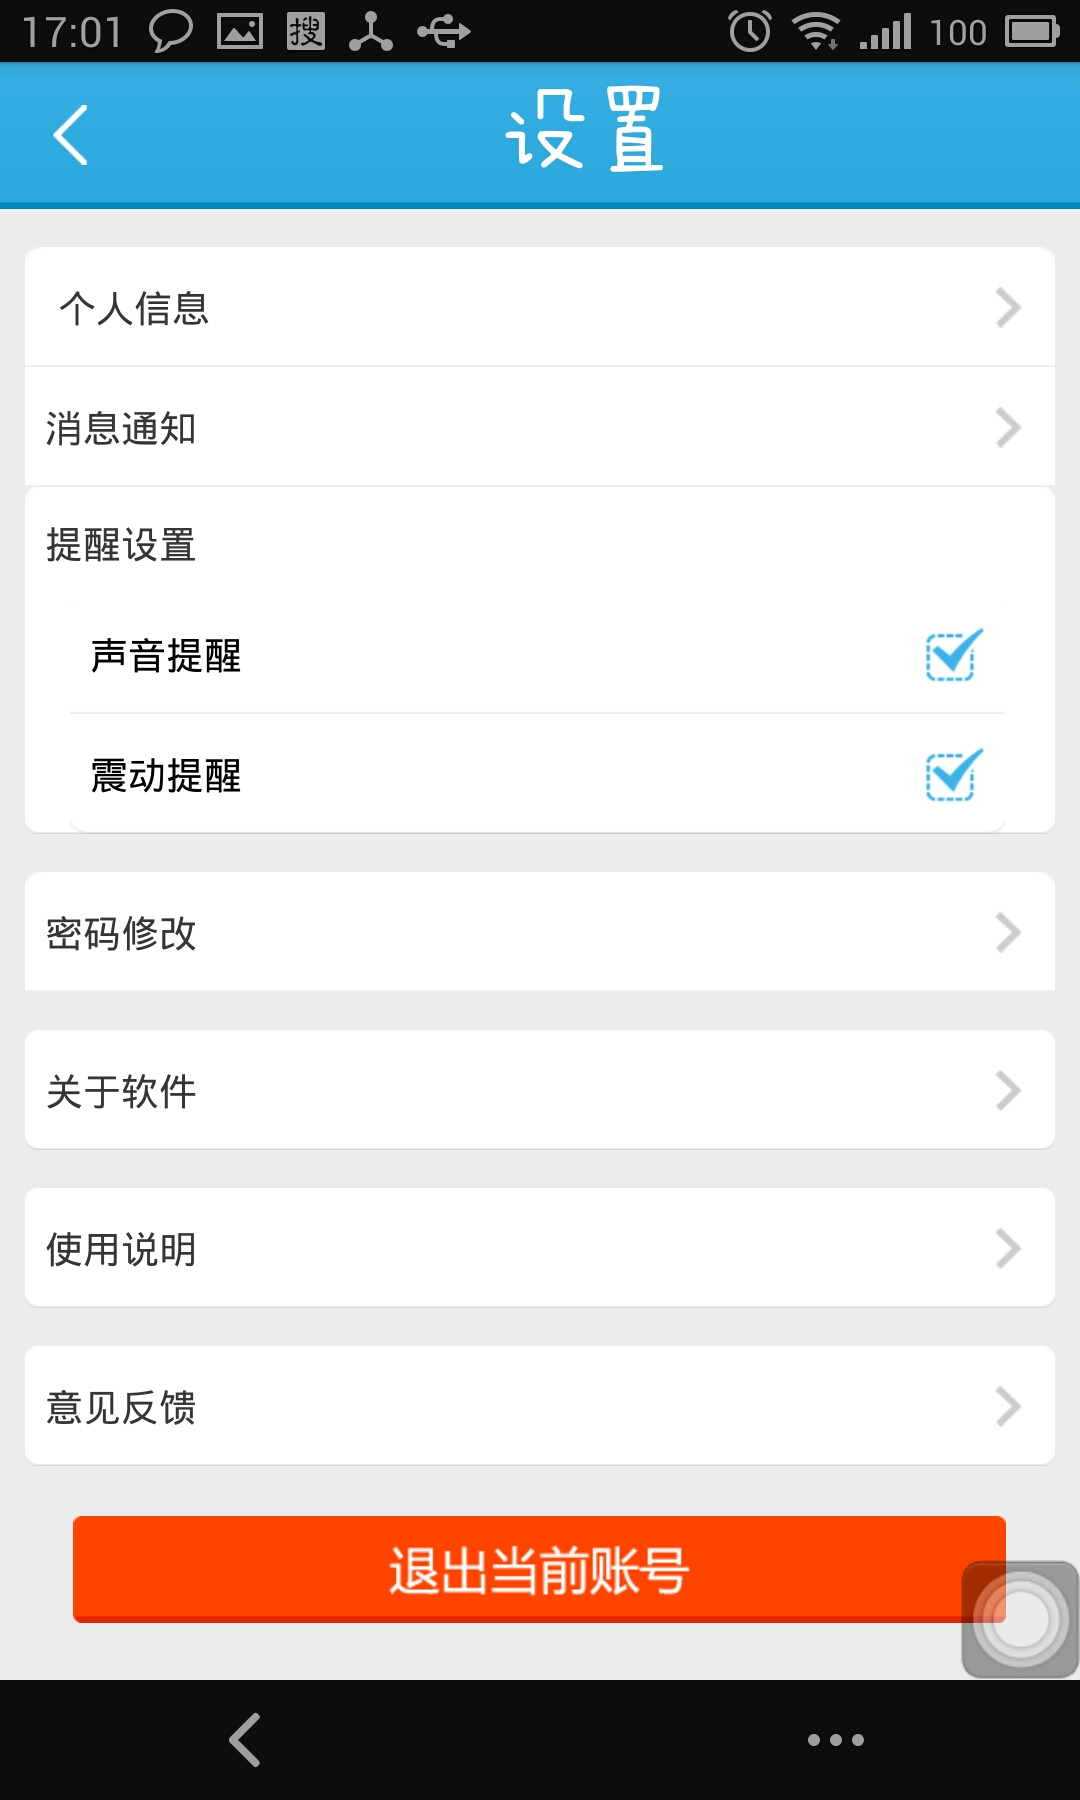 17:01 搜 100
设置
个人信息
消息通知
提醒设置
声音提醒
震动提醒
密码修改
关于软件
使用说明
意见反馈
退出当前账号